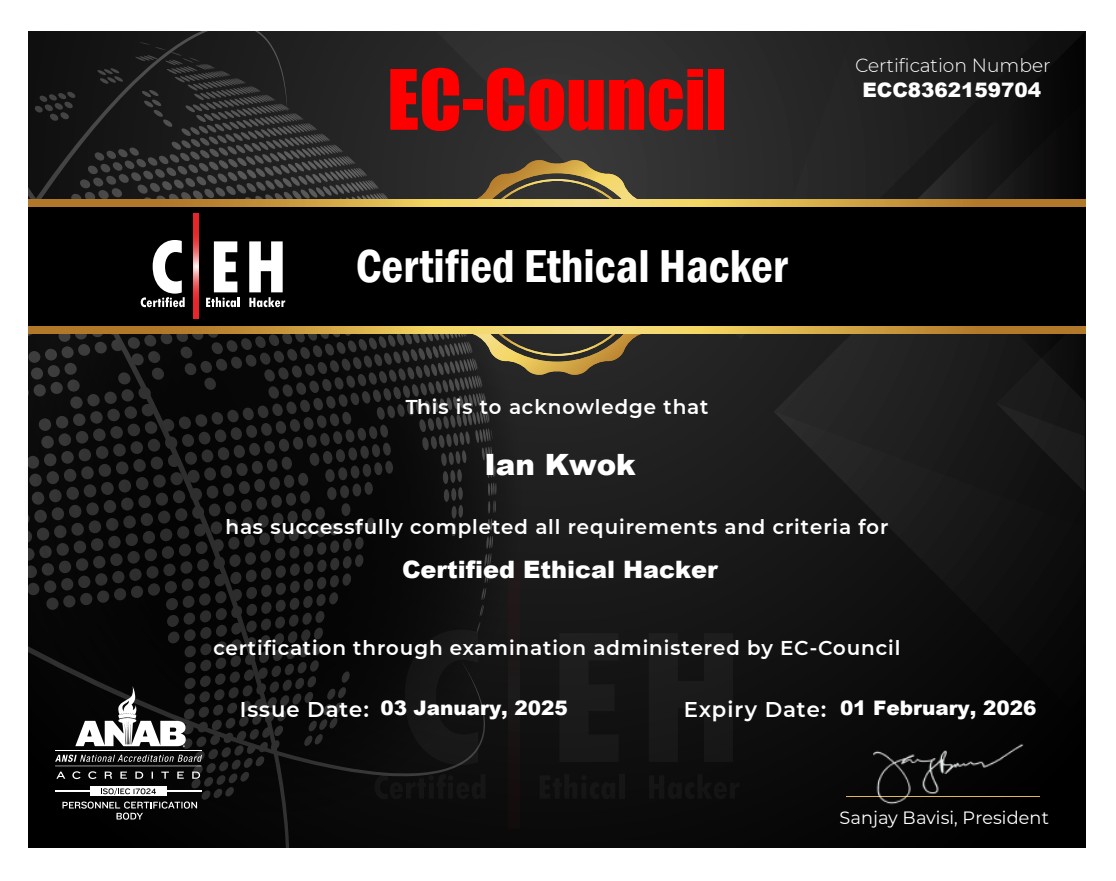 EC-Council
Certification Number
ECC8362159704
C EH
Certified Ethical Hacker
Certified Ethical Hacker
This is to acknowledge that
Ian Kwok
has successfully completed all requirements and criteria for
Certified Ethical Hacker
certification through examination administered by EC-Council
Issue Date: 03 January, 2025
Expiry Date: 01 February, 2026
C EH
Certified Ethical Hacker
ANAB
ANSI National Accreditation Board
ACCREDITED
ISO/IEC 17024
PERSONNEL CERTIFICATION
BODY
Sanjay Bavisi, President